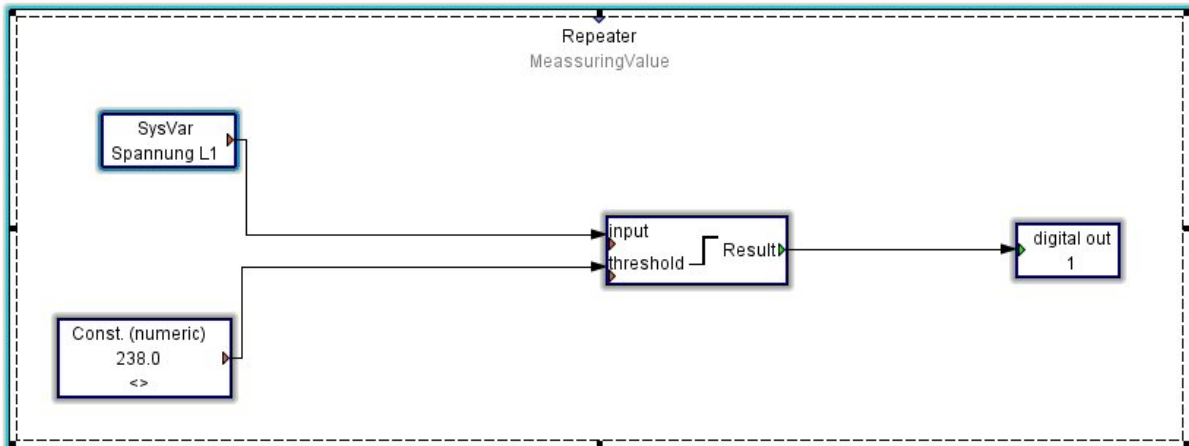 Repeater
MeassuringValue
SysVar
Spannung L1
input
threshold
Result
digital out
1
Const. (numeric)
238.0
<>